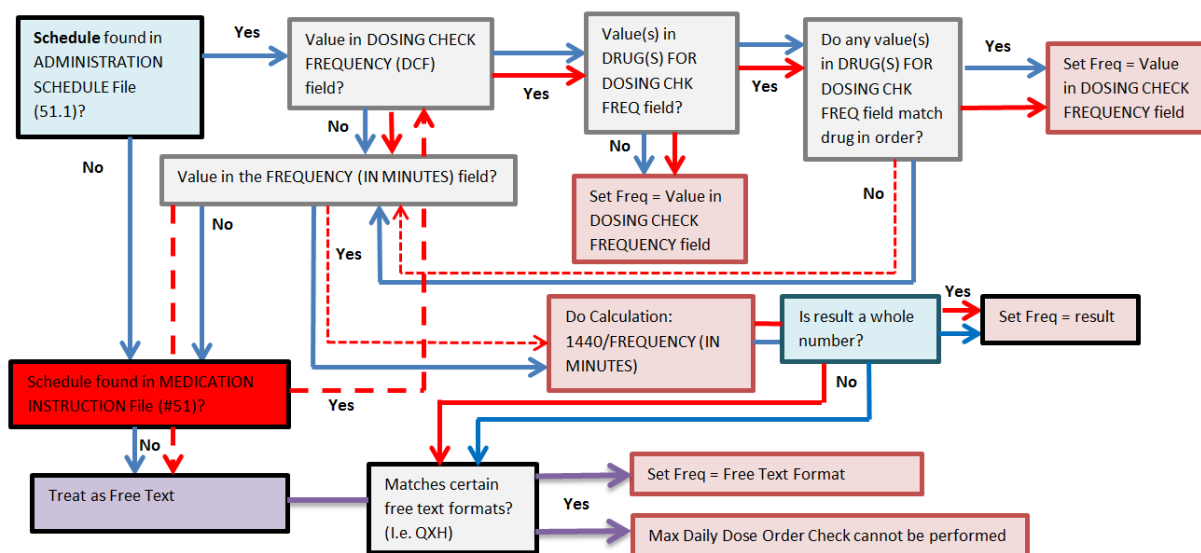 Schedule found in
ADMINISTRATION
SCHEDULE File
(51.1)?
Yes
Value in DOSING CHECK
FREQUENCY (DCF)
field?
Yes
Value(s) in
DRUG(S) FOR
DOSING CHK
FREQ field?
Yes
Do any value(s)
in DRUG(S) FOR
DOSING CHK
FREQ field match
drug in order?
Yes
Set Freq = Value
in DOSING CHECK
FREQUENCY field
No
No
No
No
Value in the FREQUENCY (IN MINUTES) field?
Set Freq = Value in
DOSING CHECK
FREQUENCY field
No
Yes
Do Calculation:
1440/FREQUENCY (IN
MINUTES)
Is result a whole
number?
Yes
Set Freq = result
No
Schedule found in MEDICATION
INSTRUCTION File (#51)?
Yes
No
Treat as Free Text
Matches certain
free text formats?
(I.e. QXH)
Set Freq = Free Text Format
Yes
Max Daily Dose Order Check cannot be performed